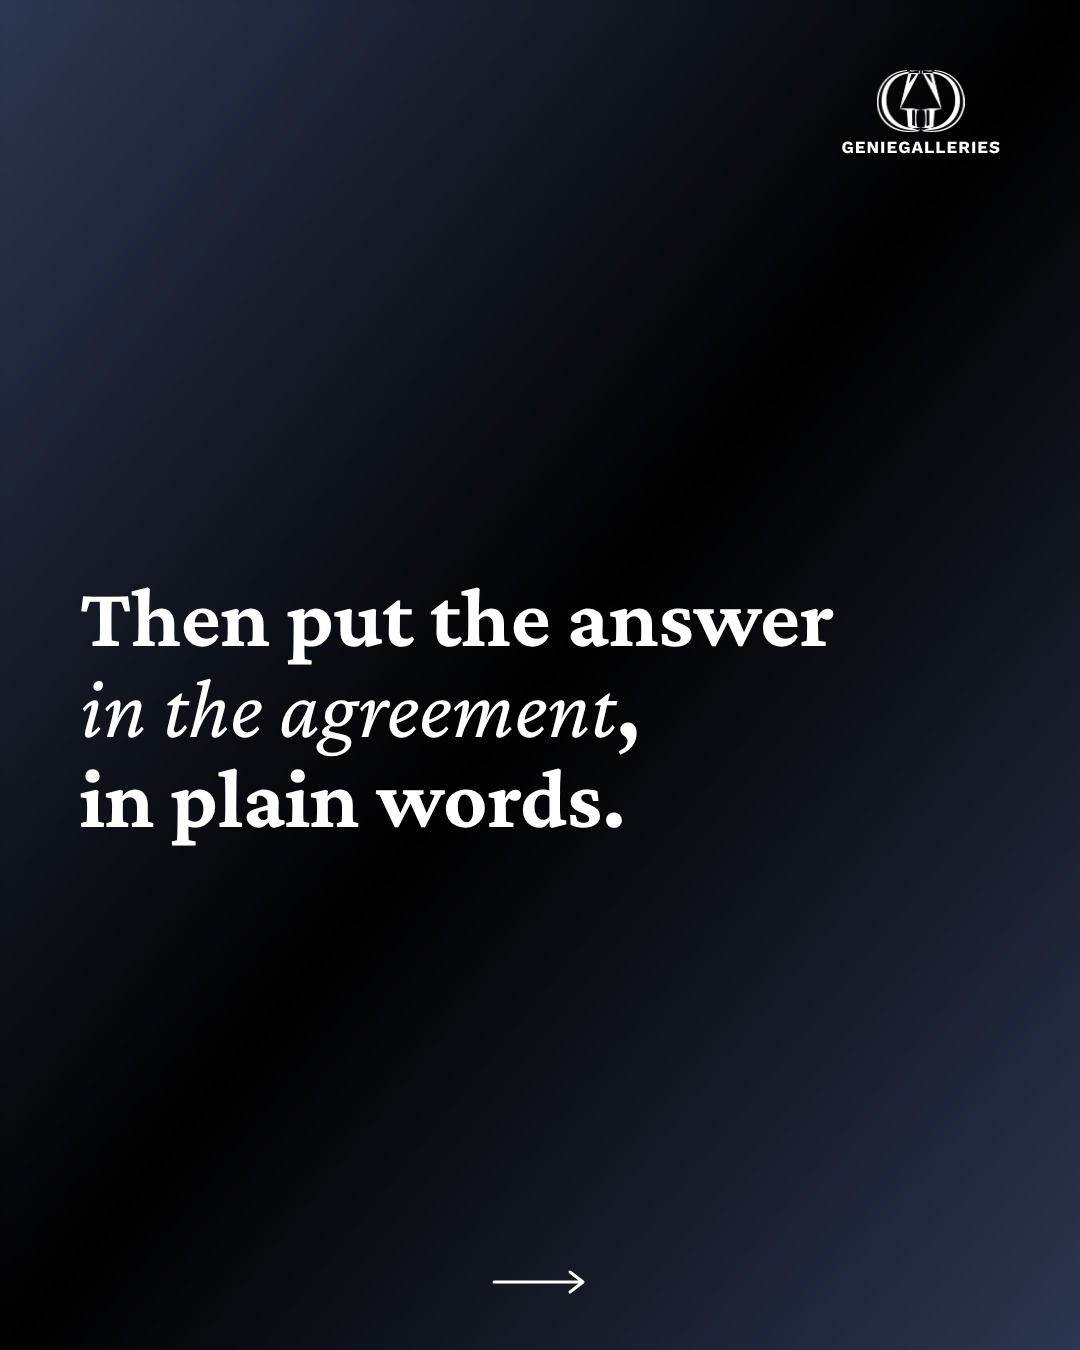 GENIEGALLERIES
Then put the answer
in the agreement,
in plain words.